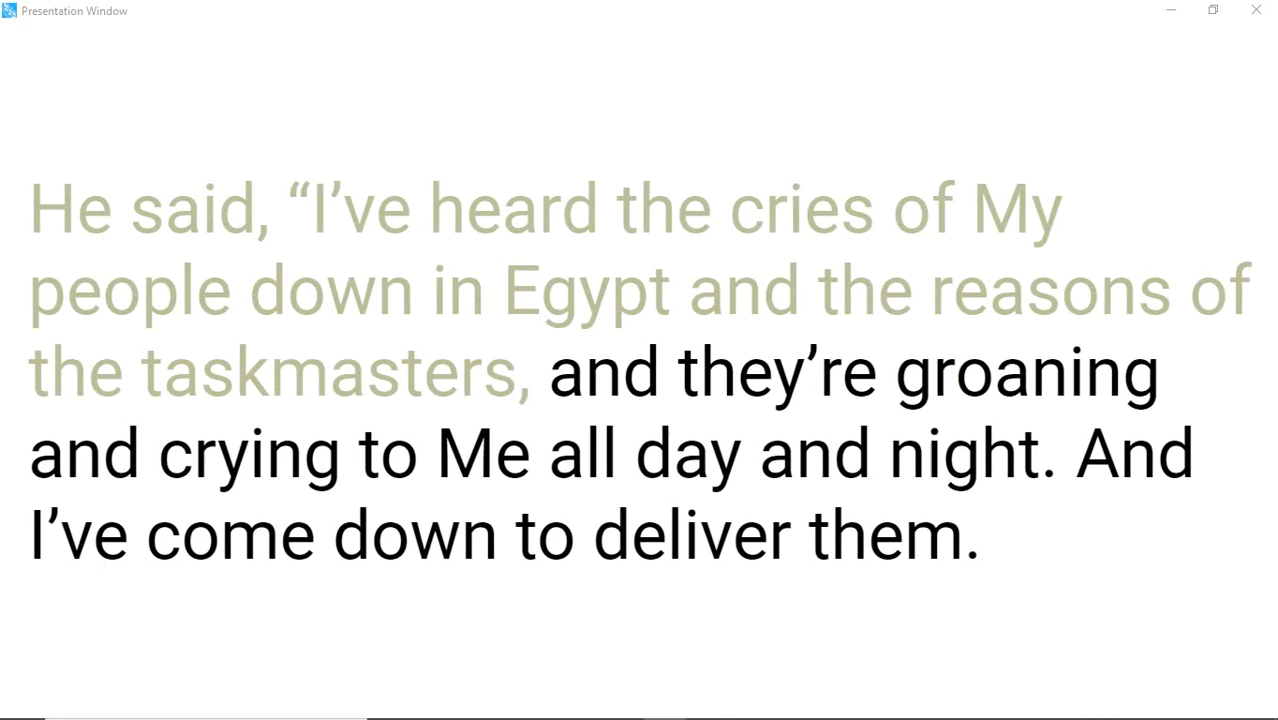 Presentation Window
He said, “I’ve heard the cries of My
people down in Egypt and the reasons of
the taskmasters, and they’re groaning
and crying to Me all day and night. And
I’ve come down to deliver them.